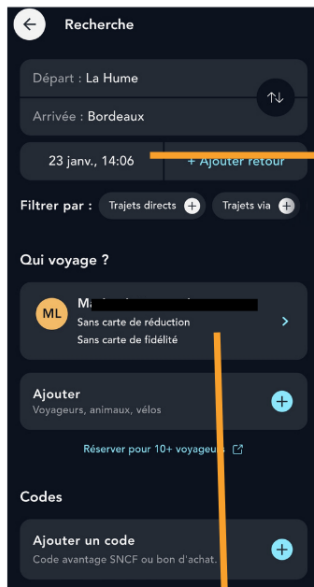 Recherche
Départ : La Hume
Arrivée : Bordeaux
23 janv., 14:06 + Ajouter retour
Filtrer par : Trajets directs + Trajets via +
Qui voyage ?
ML
Sans carte de réduction
Sans carte de fidélité
Ajouter
Voyageurs, animaux, vélos
Réserver pour 10+ voyageurs
Codes
Ajouter un code
Code avantage SNCF ou bon d'achat.